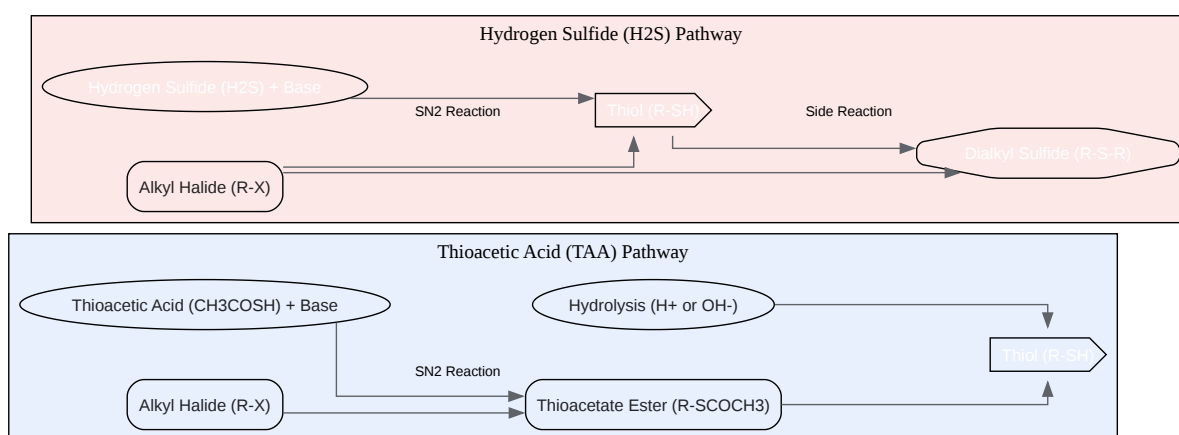 Hydrogen Sulfide (H2S) Pathway
Hydrogen Sulfide (H2S) + Base
Thiol (R-SH)
SN2 Reaction
Side Reaction
Dialkyl Sulfide (R-S-R)
Alkyl Halide (R-X)
Thioacetic Acid (TAA) Pathway
Thioacetic Acid (CH3COSH) + Base
Hydrolysis (H+ or OH-)
Thiol (R-SH)
SN2 Reaction
Alkyl Halide (R-X)
Thioacetate Ester (R-SCOCH3)